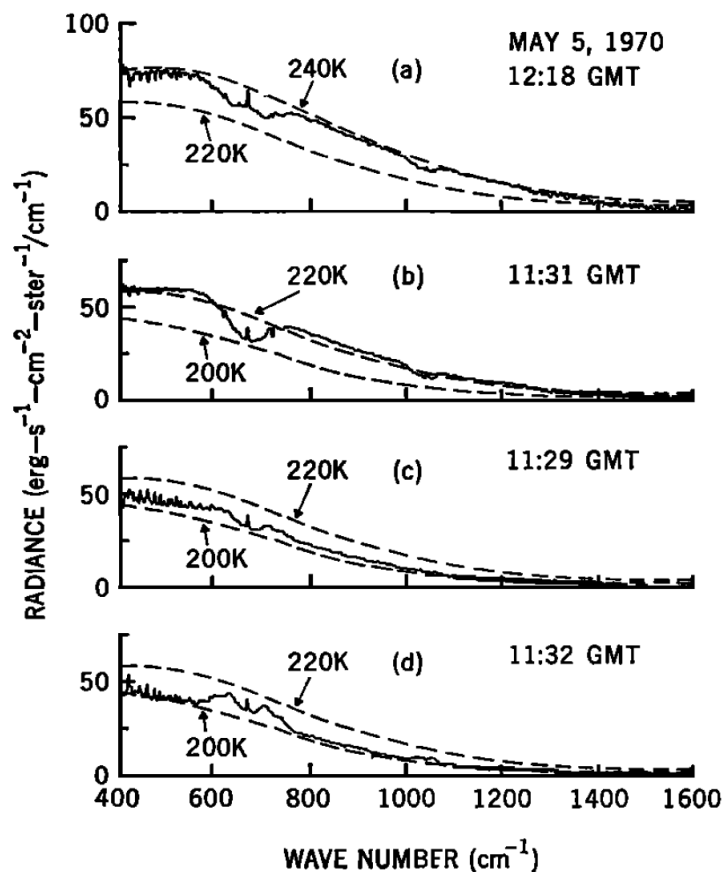 100
50
0
240K
220K
(a)
MAY 5, 1970
12:18 GMT
50
0
220K
200K
(b)
11:31 GMT
50
0
220K
200K
(c)
11:29 GMT
50
0
220K
200K
(d)
11:32 GMT
400 600 800 1000 1200 1400 1600
WAVE NUMBER (cm⁻¹)
RADIANCE (erg—s⁻¹—cm⁻²—ster⁻¹/cm⁻¹)